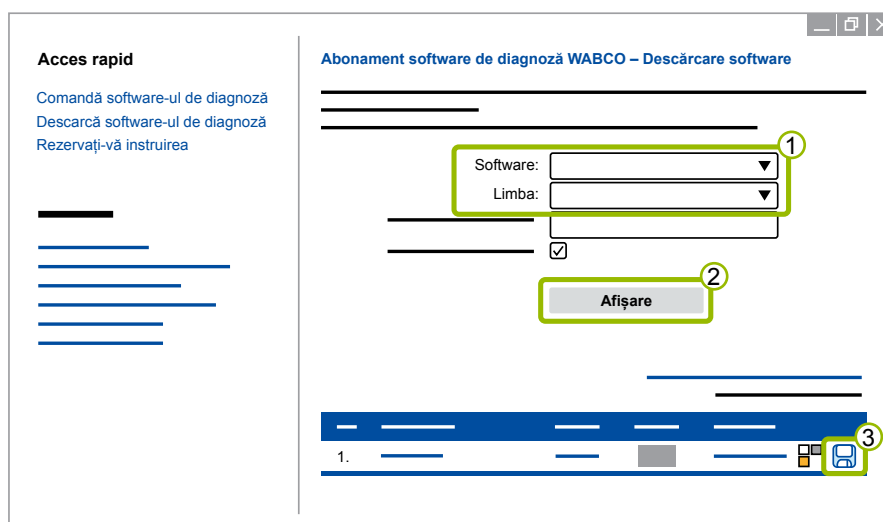 Acces rapid
Comandă software-ul de diagnoză
Descarcă software-ul de diagnoză
Rezervați-vă instruirea
Abonament software de diagnoză WABCO – Descărcare software
1
Software:
Limba:
2
Afișare
3
1.